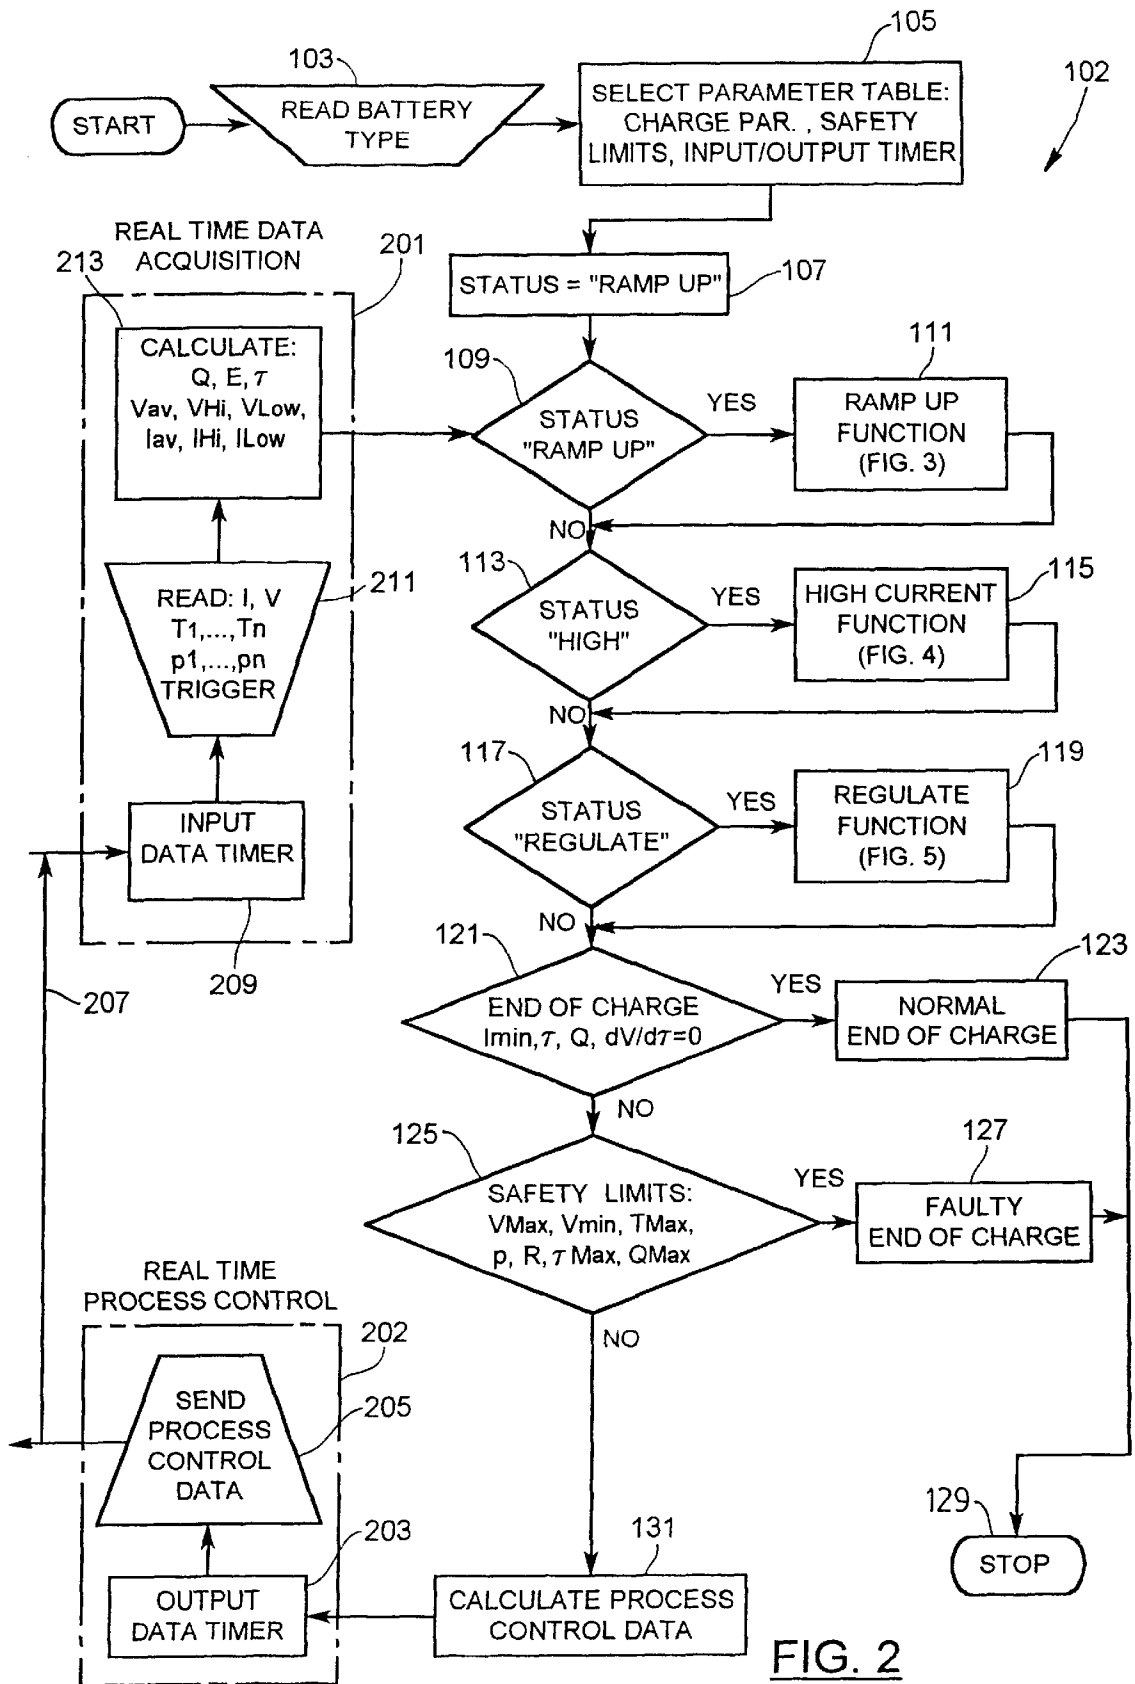 103
105
102
START
READ BATTERY
TYPE
SELECT PARAMETER TABLE:
CHARGE PAR. , SAFETY
LIMITS, INPUT/OUTPUT TIMER
REAL TIME DATA
ACQUISITION
213
201
STATUS = "RAMP UP"
107
CALCULATE:
Q, E, τ
Vav, VHi, VLow,
Iav, IHi, ILow
109
STATUS
"RAMP UP"
YES
111
RAMP UP
FUNCTION
(FIG. 3)
NO
113
STATUS
"HIGH"
YES
115
HIGH CURRENT
FUNCTION
(FIG. 4)
NO
READ: I, V
T1,...,Tn
p1,...,pn
TRIGGER
211
117
STATUS
"REGULATE"
YES
119
REGULATE
FUNCTION
(FIG. 5)
NO
INPUT
DATA TIMER
209
207
121
END OF CHARGE
Imin, τ, Q, dV/dτ=0
YES
123
NORMAL
END OF CHARGE
NO
125
SAFETY LIMITS:
VMax, Vmin, TMax,
p, R, τ Max, QMax
YES
127
FAULTY
END OF CHARGE
NO
REAL TIME
PROCESS CONTROL
202
SEND
PROCESS
CONTROL
DATA
205
203
OUTPUT
DATA TIMER
131
CALCULATE PROCESS
CONTROL DATA
129
STOP
FIG. 2